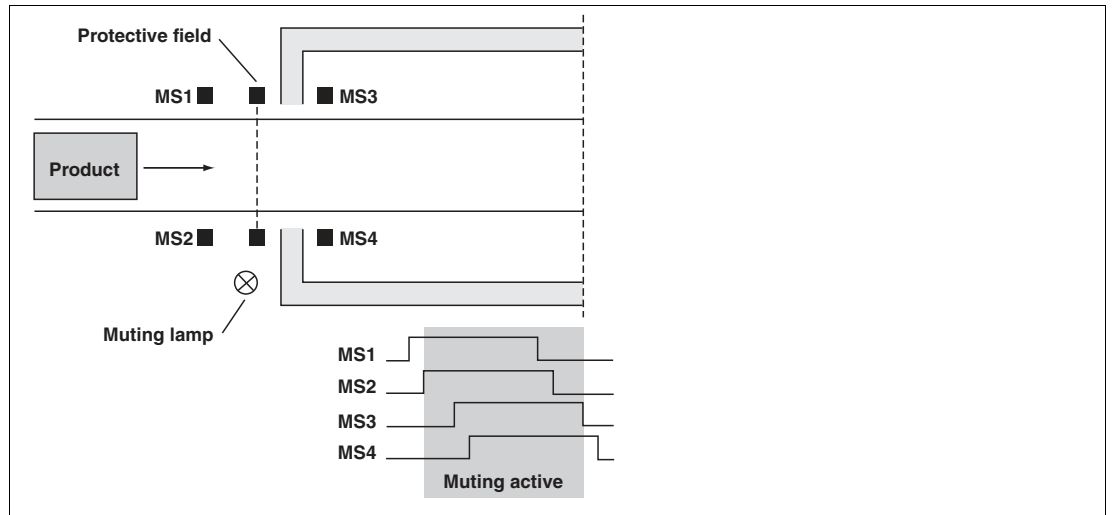 Protective field
MS1
MS3
Product
MS2
MS4
Muting lamp
MS1
MS2
MS3
MS4
Muting active